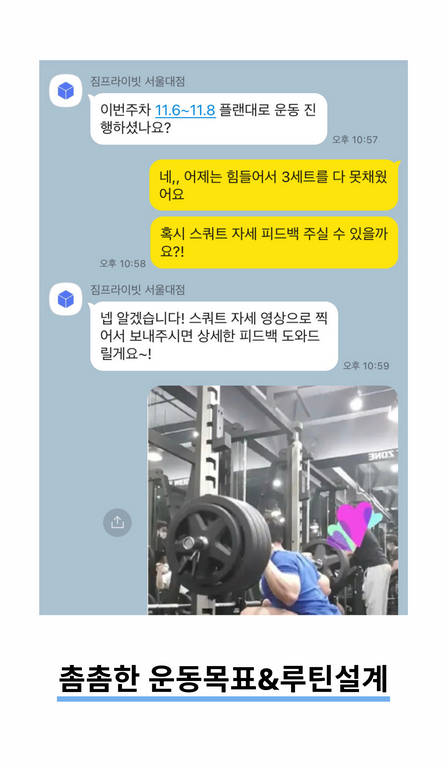 짐프라이빗 서울대점
이번주차 11.6~11.8 플랜대로 운동 진
행하셨나요?
오후 10:57
네,, 어제는 힘들어서 3세트를 다 못채웠
어요
혹시 스쿼트 자세 피드백 주실 수 있을까
요?!
오후 10:58
짐프라이빗 서울대점
넵 알겠습니다! 스쿼트 자세 영상으로 찍
어서 보내주시면 상세한 피드백 도와드
릴게요~!
오후 10:59
ZONE
촘촘한 운동목표&루틴설계